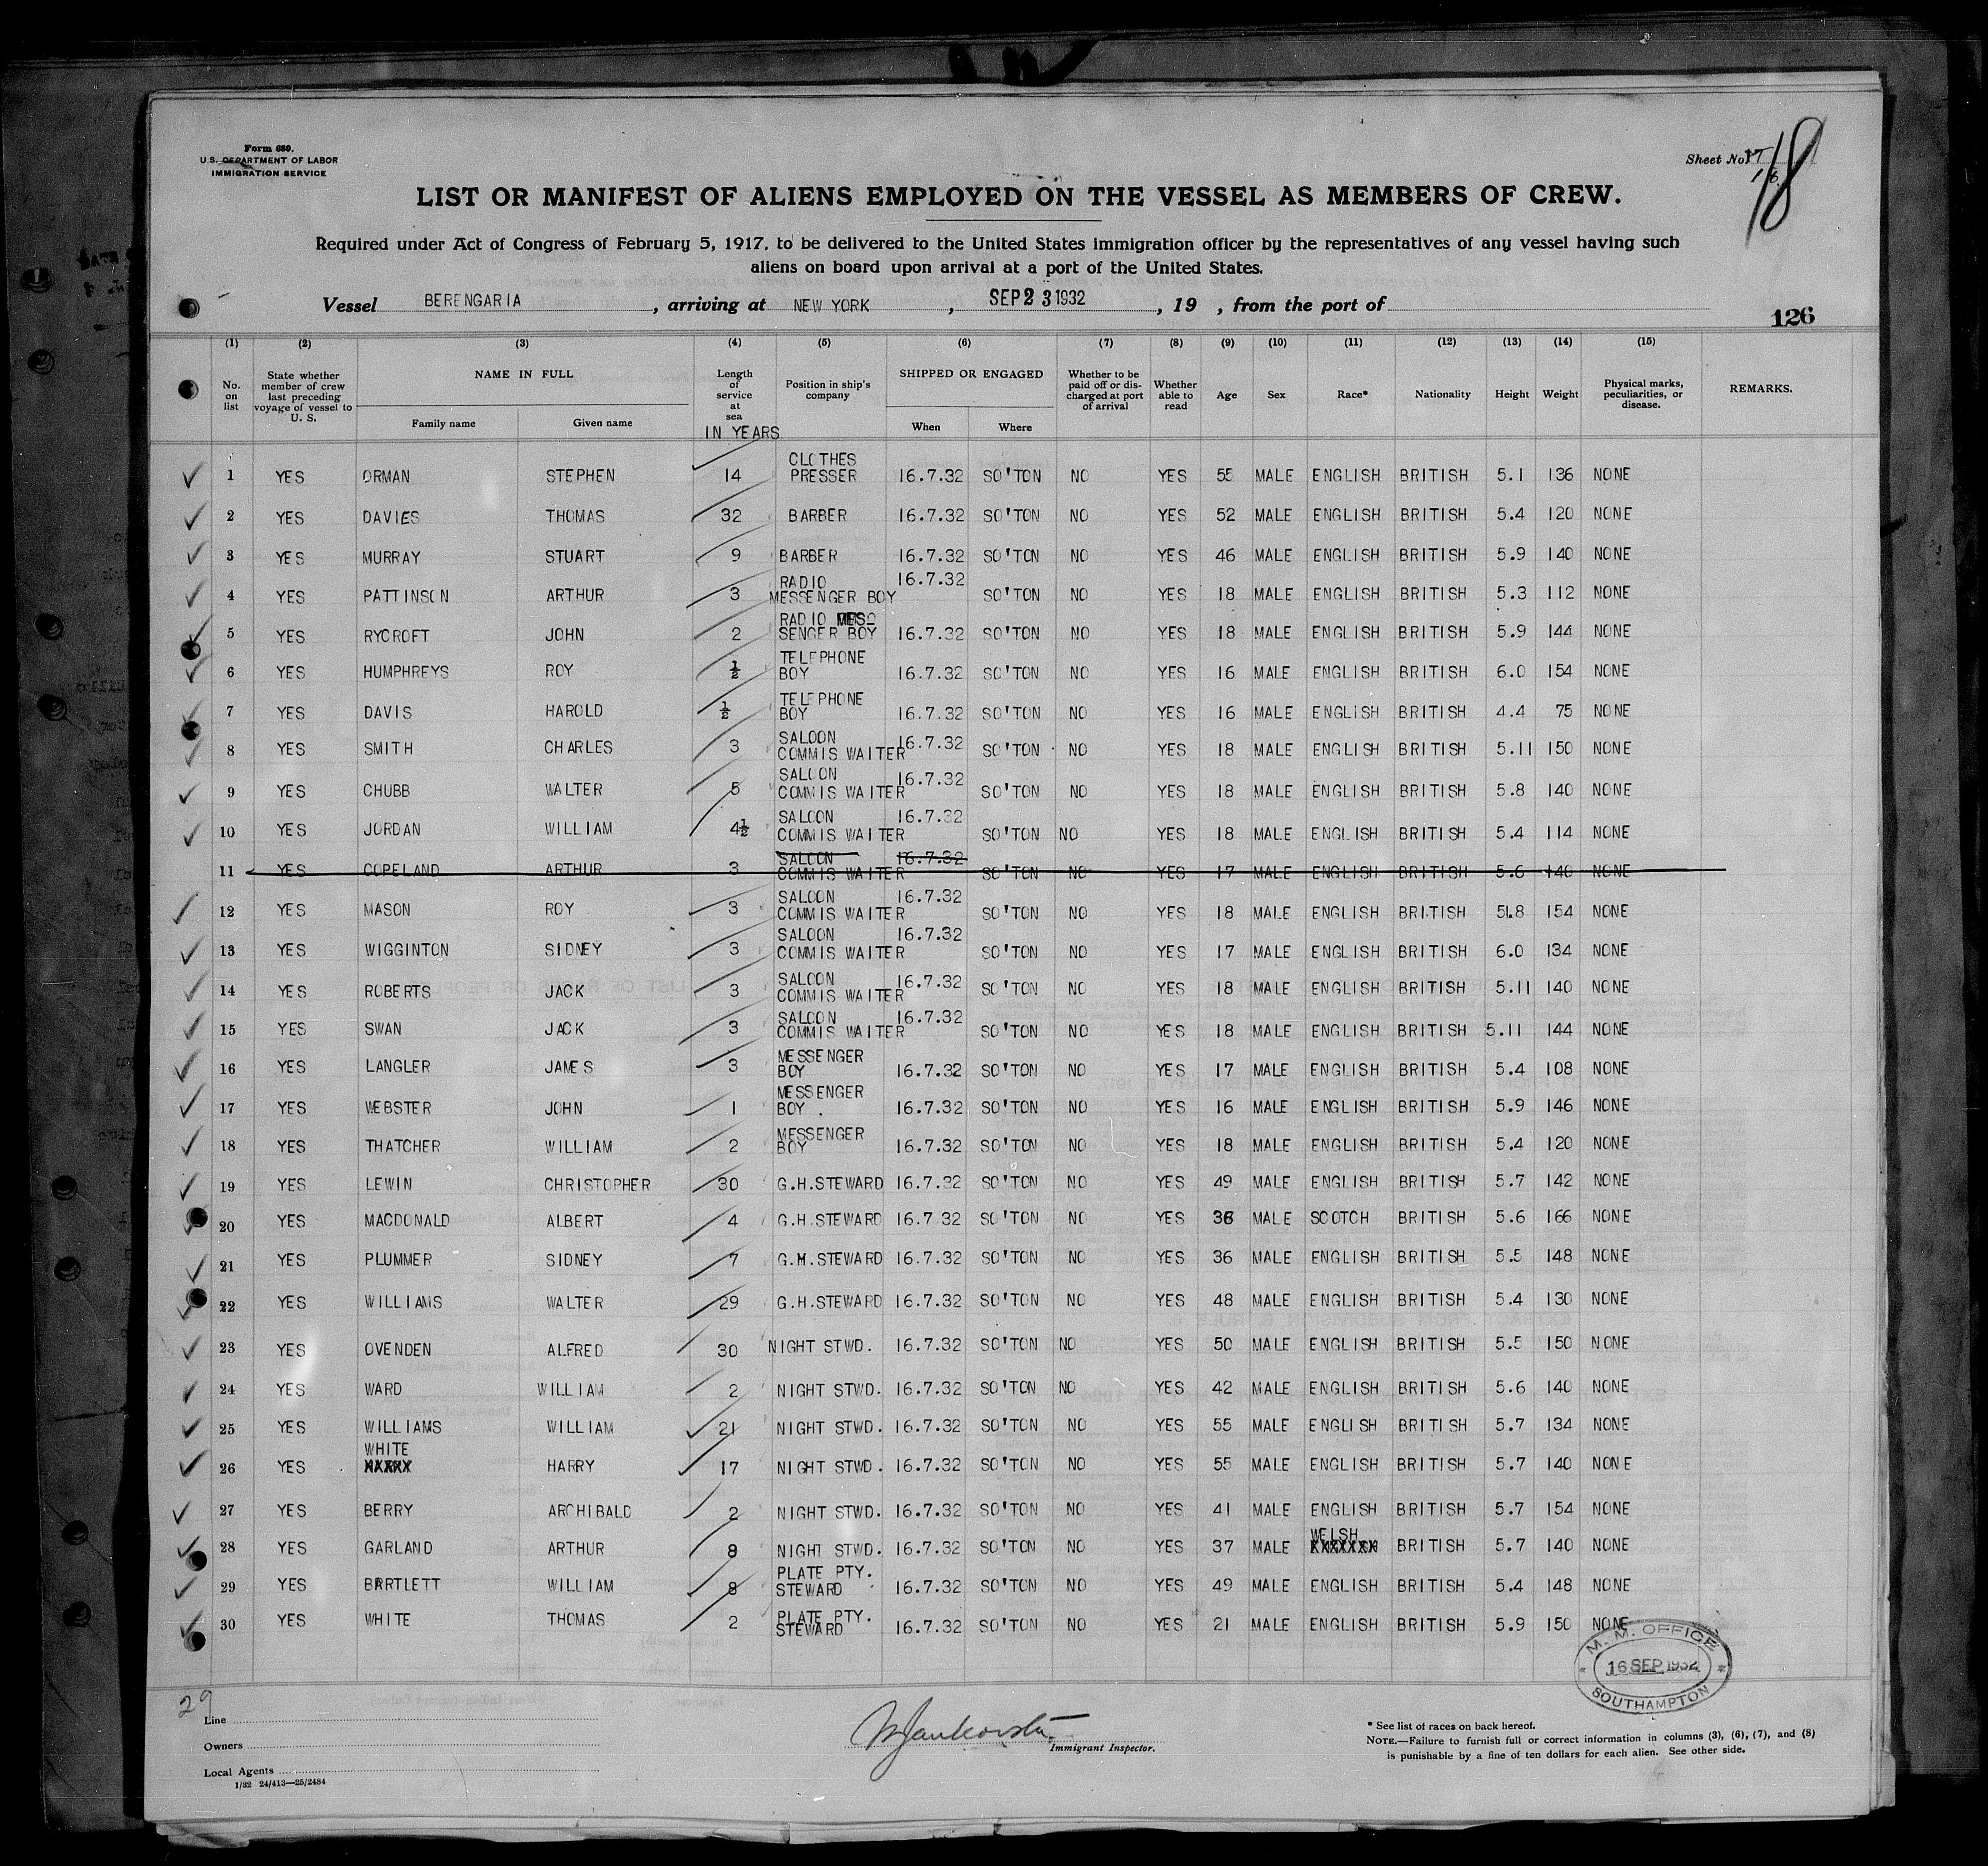 Form 680.
U.S. DEPARTMENT OF LABOR
IMMIGRATION SERVICE
Sheet No. 17
18
LIST OR MANIFEST OF ALIENS EMPLOYED ON THE VESSEL AS MEMBERS OF CREW.
Required under Act of Congress of February 5, 1917, to be delivered to the United States immigration officer by the representatives of any vessel having such
aliens on board upon arrival at a port of the United States.
Vessel BERENGARIA, arriving at NEW YORK, SEP 23 1932, 19 , from the port of
126
(1) (2) (3) (4) (5) (6) (7) (8) (9) (10) (11) (12) (13) (14) (15)
No. on list State whether member of crew last preceding voyage of vessel to U. S. NAME IN FULL Family name Given name Length of service at sea IN YEARS Position in ship's company SHIPPED OR ENGAGED When Where Whether to be paid off or discharged at port of arrival Whether able to read Age Sex Race* Nationality Height Weight Physical marks, peculiarities, or disease. REMARKS.
1 YES ORMAN STEPHEN 14 CLOTHES PRESSER 16.7.32 SO'TON NO YES 55 MALE ENGLISH BRITISH 5.1 136 NONE
2 YES DAVIES THOMAS 32 BARBER 16.7.32 SO'TON NO YES 52 MALE ENGLISH BRITISH 5.4 120 NONE
3 YES MURRAY STUART 9 BARBER 16.7.32 SO'TON NO YES 46 MALE ENGLISH BRITISH 5.9 140 NONE
4 YES PATTINSON ARTHUR 3 RADIO MESSENGER BOY 16.7.32 SO'TON NO YES 18 MALE ENGLISH BRITISH 5.3 112 NONE
5 YES RYCROFT JOHN 2 RADIO MESSENGER BOY 16.7.32 SO'TON NO YES 18 MALE ENGLISH BRITISH 5.9 144 NONE
6 YES HUMPHREYS ROY ½ TELEPHONE BOY 16.7.32 SO'TON NO YES 16 MALE ENGLISH BRITISH 6.0 154 NONE
7 YES DAVIS HAROLD ½ TELEPHONE BOY 16.7.32 SO'TON NO YES 16 MALE ENGLISH BRITISH 4.4 75 NONE
8 YES SMITH CHARLES 3 SALOON COMMIS WAITER 16.7.32 SO'TON NO YES 18 MALE ENGLISH BRITISH 5.11 150 NONE
9 YES CHUBB WALTER 5 SALOON COMMIS WAITER 16.7.32 SO'TON NO YES 18 MALE ENGLISH BRITISH 5.8 140 NONE
10 YES JORDAN WILLIAM 4½ SALOON COMMIS WAITER 16.7.32 SO'TON NO YES 18 MALE ENGLISH BRITISH 5.4 114 NONE
11 YES COPELAND ARTHUR 3 SALOON COMMIS WAITER 16.7.32 SO'TON NO YES 17 MALE ENGLISH BRITISH 5.6 140 NONE
12 YES MASON ROY 3 SALOON COMMIS WAITER 16.7.32 SO'TON NO YES 18 MALE ENGLISH BRITISH 5.8 154 NONE
13 YES WIGGINTON SIDNEY 3 SALOON COMMIS WAITER 16.7.32 SO'TON NO YES 17 MALE ENGLISH BRITISH 6.0 134 NONE
14 YES ROBERTS JACK 3 SALOON COMMIS WAITER 16.7.32 SO'TON NO YES 18 MALE ENGLISH BRITISH 5.11 140 NONE
15 YES SWAN JACK 3 SALOON COMMIS WAITER 16.7.32 SO'TON NO YES 18 MALE ENGLISH BRITISH 5.11 144 NONE
16 YES LANGLER JAMES 3 MESSENGER BOY 16.7.32 SO'TON NO YES 17 MALE ENGLISH BRITISH 5.4 108 NONE
17 YES WEBSTER JOHN 1 MESSENGER BOY . 16.7.32 SO'TON NO YES 16 MALE ENGLISH BRITISH 5.9 146 NONE
18 YES THATCHER WILLIAM 2 MESSENGER BOY 16.7.32 SO'TON NO YES 18 MALE ENGLISH BRITISH 5.4 120 NONE
19 YES LEWIN CHRISTOPHER 30 G.H.STEWARD 16.7.32 SO'TON NO YES 49 MALE ENGLISH BRITISH 5.7 142 NONE
20 YES MACDONALD ALBERT 4 G.H.STEWARD 16.7.32 SO'TON NO YES 36 MALE SCOTCH BRITISH 5.6 166 NONE
21 YES PLUMMER SIDNEY 7 G.H.STEWARD 16.7.32 SO'TON NO YES 36 MALE ENGLISH BRITISH 5.5 148 NONE
22 YES WILLIAMS WALTER 29 G.H.STEWARD 16.7.32 SO'TON NO YES 48 MALE ENGLISH BRITISH 5.4 130 NONE
23 YES OVENDEN ALFRED 30 NIGHT STWD. 16.7.32 SO'TON NO YES 50 MALE ENGLISH BRITISH 5.5 150 NONE
24 YES WARD WILLIAM 2 NIGHT STWD. 16.7.32 SO'TON NO YES 42 MALE ENGLISH BRITISH 5.6 140 NONE
25 YES WILLIAMS WILLIAM 21 NIGHT STWD. 16.7.32 SO'TON NO YES 55 MALE ENGLISH BRITISH 5.7 134 NONE
26 YES WHITE XXXXX HARRY 17 NIGHT STWD. 16.7.32 SO'TON NO YES 55 MALE ENGLISH BRITISH 5.7 140 NONE
27 YES BERRY ARCHIBALD 2 NIGHT STWD. 16.7.32 SO'TON NO YES 41 MALE ENGLISH BRITISH 5.7 154 NONE
28 YES GARLAND ARTHUR 8 NIGHT STWD. 16.7.32 SO'TON NO YES 37 MALE WELSH XXXXXXX BRITISH 5.7 140 NONE
29 YES BARTLETT WILLIAM 8 PLATE PTY. STEWARD 16.7.32 SO'TON NO YES 49 MALE ENGLISH BRITISH 5.4 148 NONE
30 YES WHITE THOMAS 2 PLATE PTY. STEWARD 16.7.32 SO'TON NO YES 21 MALE ENGLISH BRITISH 5.9 150 NONE
M. M. OFFICE
16 SEP 1932
SOUTHAMPTON
29
Line
Owners
Local Agents
1/32 24/413—25/2484
Immigrant Inspector.
* See list of races on back hereof.
NOTE.—Failure to furnish full or correct information in columns (3), (6), (7), and (8)
is punishable by a fine of ten dollars for each alien. See other side.